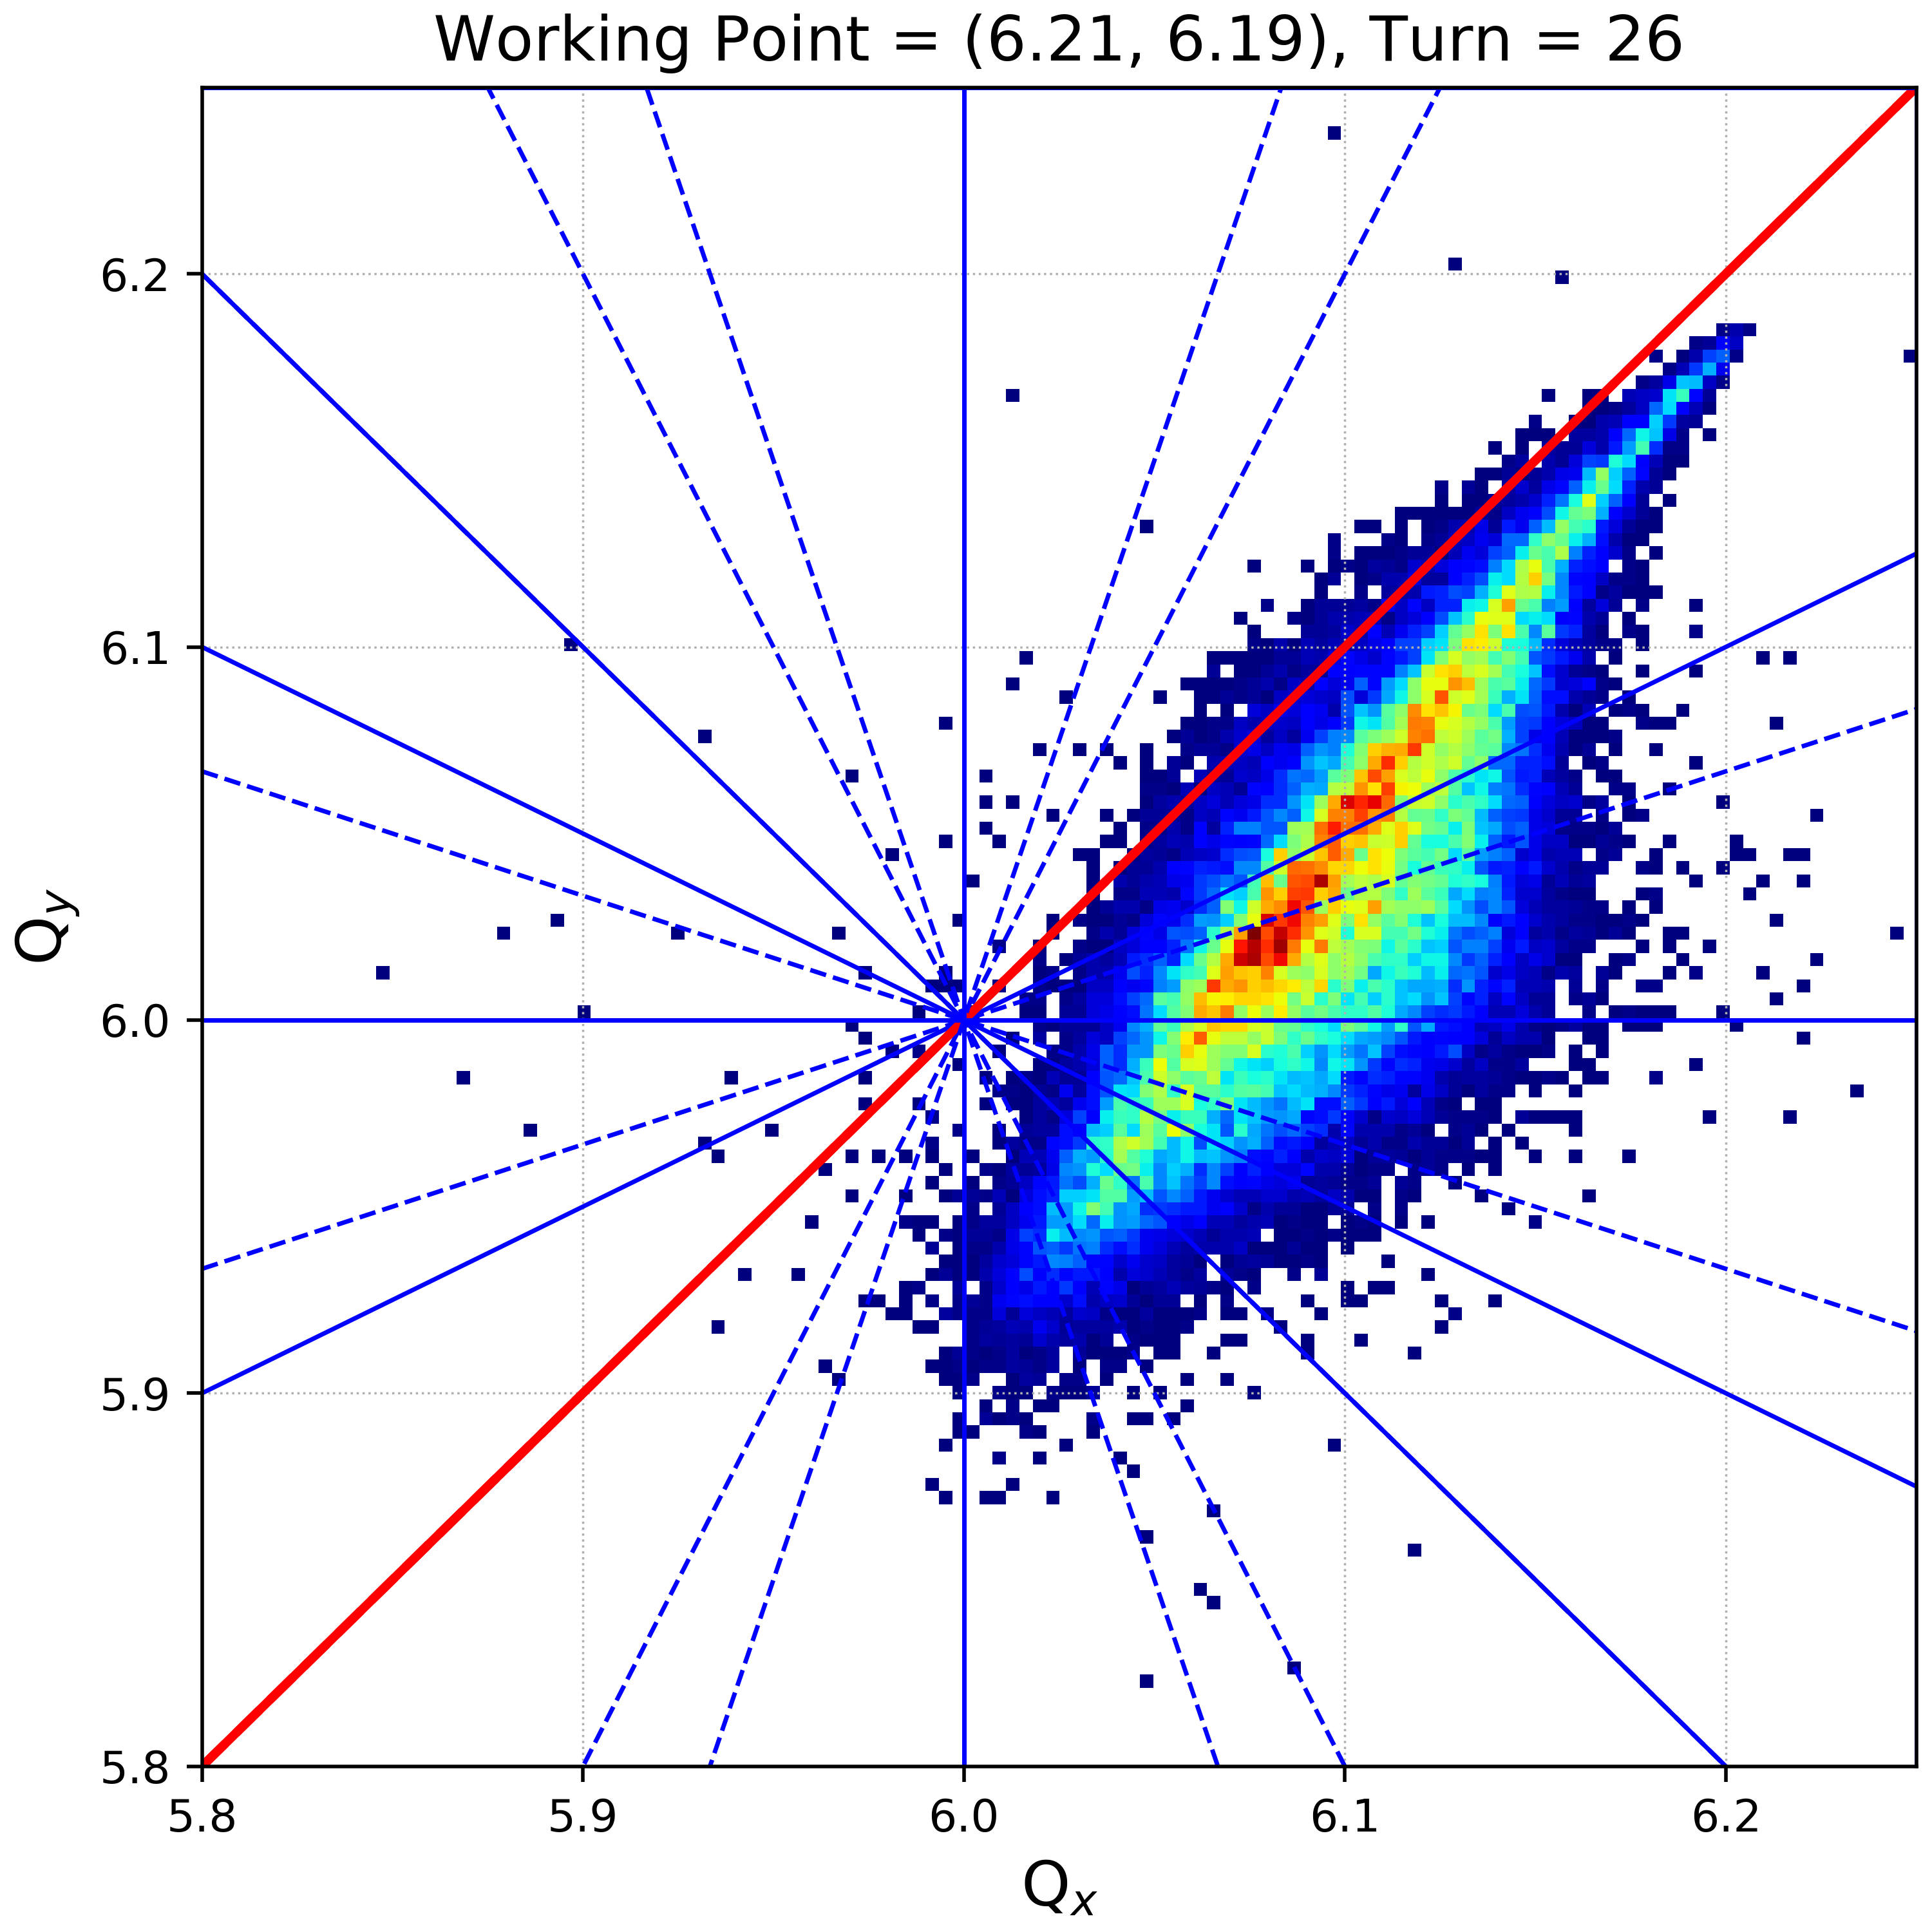 Working Point = (6.21, 6.19), Turn = 26
6.2
6.1
6.0
5.9
5.8
Qy
5.8 5.9 6.0 6.1 6.2
Qx